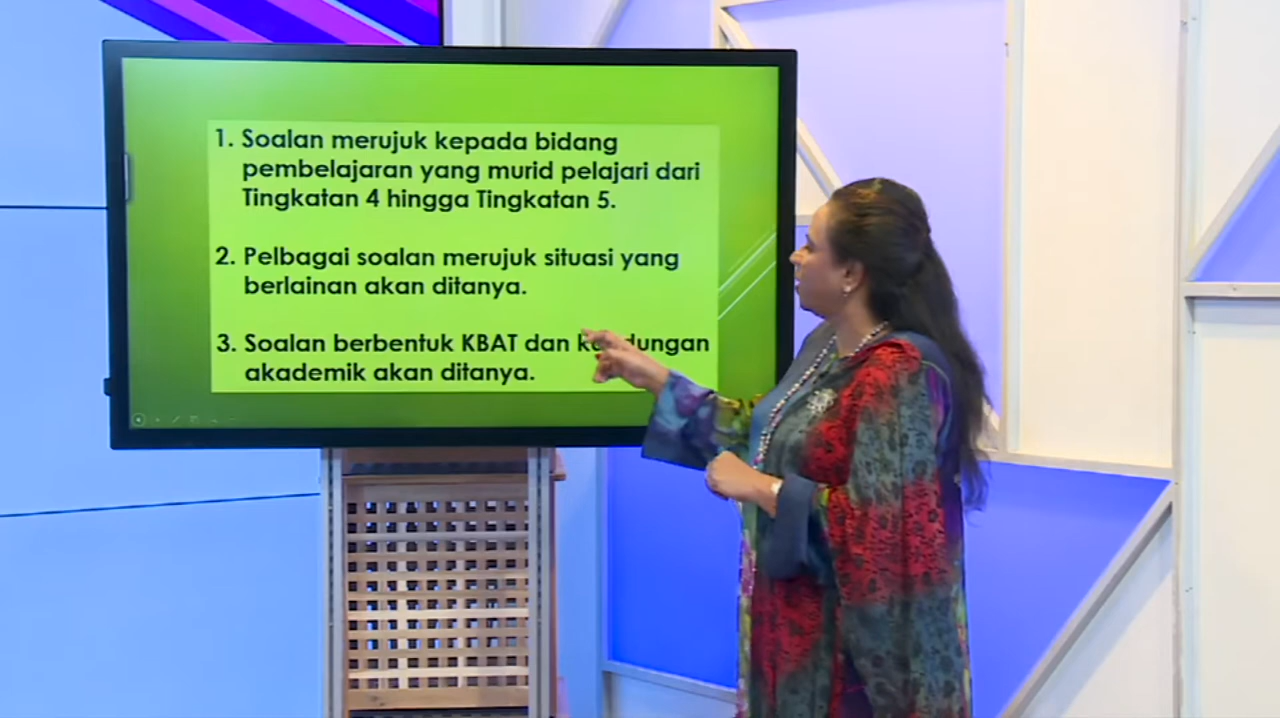 1. Soalan merujuk kepada bidang
pembelajaran yang murid pelajari dari
Tingkatan 4 hingga Tingkatan 5.
2. Pelbagai soalan merujuk situasi yang
berlainan akan ditanya.
3. Soalan berbentuk KBAT dan
akademik akan ditanya.